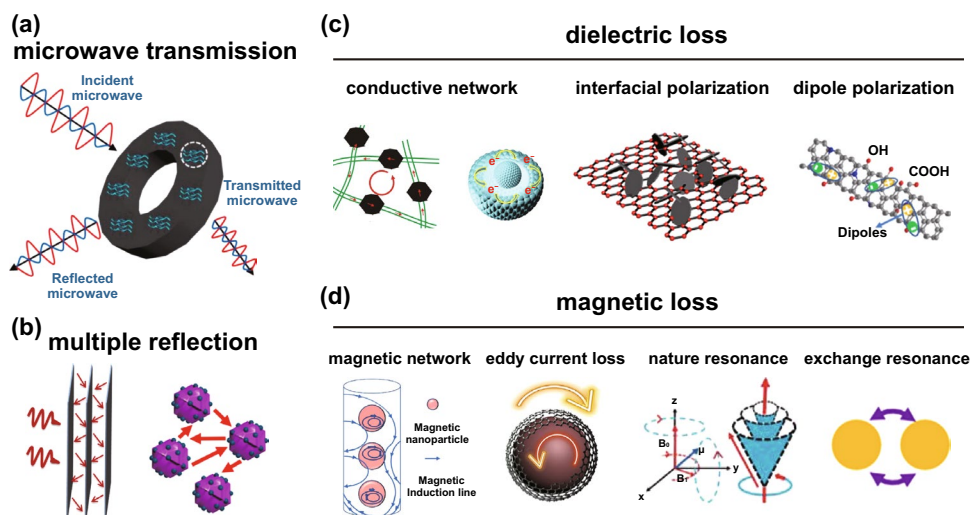 (a)
microwave transmission
Incident
microwave
Transmitted
microwave
Reflected
microwave
(b)
multiple reflection
(c)
dielectric loss
conductive network
interfacial polarization
dipole polarization
e⁻
e⁻
e⁻
e⁻
OH
COOH
Dipoles
(d)
magnetic loss
magnetic network
eddy current loss
nature resonance
exchange resonance
Magnetic
nanoparticle
Magnetic
Induction line
z
B₀
μ
y
B₁
x